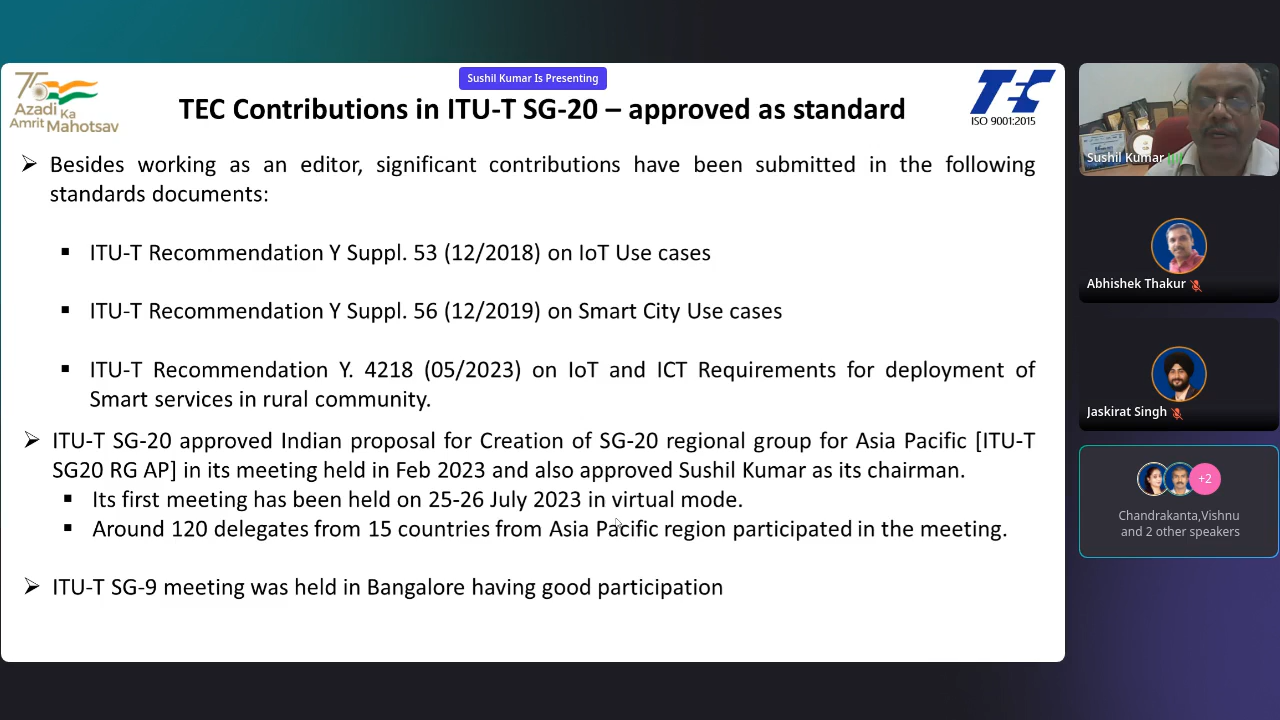 Sushil Kumar Is Presenting
75
Azadi
Ka
Amrit
Mahotsav
TEC Contributions in ITU-T SG-20 – approved as standard
TEC
ISO 9001:2015
➢ Besides working as an editor, significant contributions have been submitted in the following
standards documents:
▪ ITU-T Recommendation Y Suppl. 53 (12/2018) on IoT Use cases
▪ ITU-T Recommendation Y Suppl. 56 (12/2019) on Smart City Use cases
▪ ITU-T Recommendation Y. 4218 (05/2023) on IoT and ICT Requirements for deployment of
Smart services in rural community.
➢ ITU-T SG-20 approved Indian proposal for Creation of SG-20 regional group for Asia Pacific [ITU-T
SG20 RG AP] in its meeting held in Feb 2023 and also approved Sushil Kumar as its chairman.
▪ Its first meeting has been held on 25-26 July 2023 in virtual mode.
▪ Around 120 delegates from 15 countries from Asia Pacific region participated in the meeting.
➢ ITU-T SG-9 meeting was held in Bangalore having good participation
Sushil Kumar
Abhishek Thakur
Jaskirat Singh
+2
Chandrakanta,Vishnu
and 2 other speakers